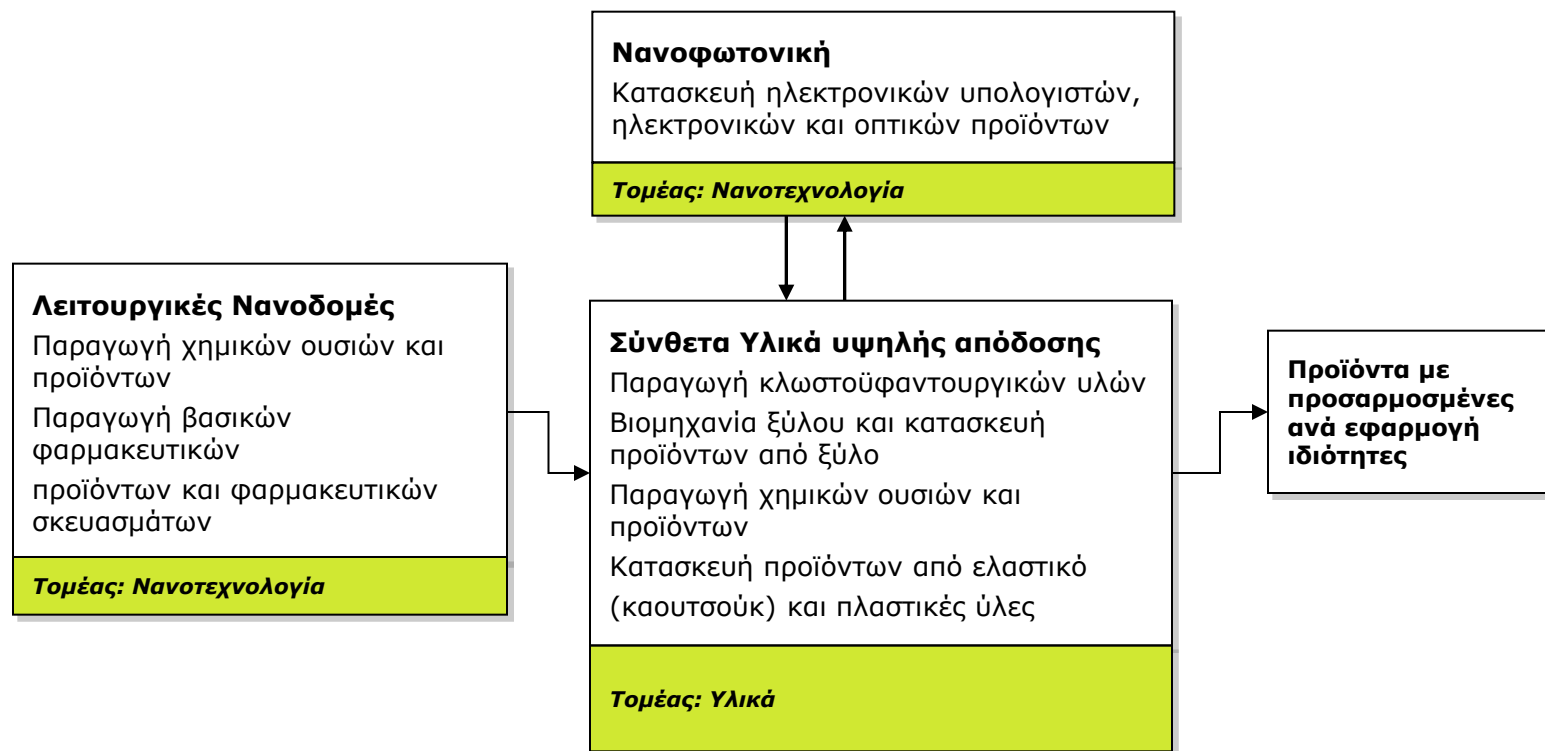 Νανοφωτονική
Κατασκευή ηλεκτρονικών υπολογιστών,
ηλεκτρονικών και οπτικών προϊόντων
Τομέας: Νανοτεχνολογία
Λειτουργικές Νανοδομές
Παραγωγή χημικών ουσιών και
προϊόντων
Παραγωγή βασικών
φαρμακευτικών
προϊόντων και φαρμακευτικών
σκευασμάτων
Τομέας: Νανοτεχνολογία
Σύνθετα Υλικά υψηλής απόδοσης
Παραγωγή κλωστοϋφαντουργικών υλών
Βιομηχανία ξύλου και κατασκευή
προϊόντων από ξύλο
Παραγωγή χημικών ουσιών και
προϊόντων
Κατασκευή προϊόντων από ελαστικό
(καουτσούκ) και πλαστικές ύλες
Τομέας: Υλικά
Προϊόντα με
προσαρμοσμένες
ανά εφαρμογή
ιδιότητες